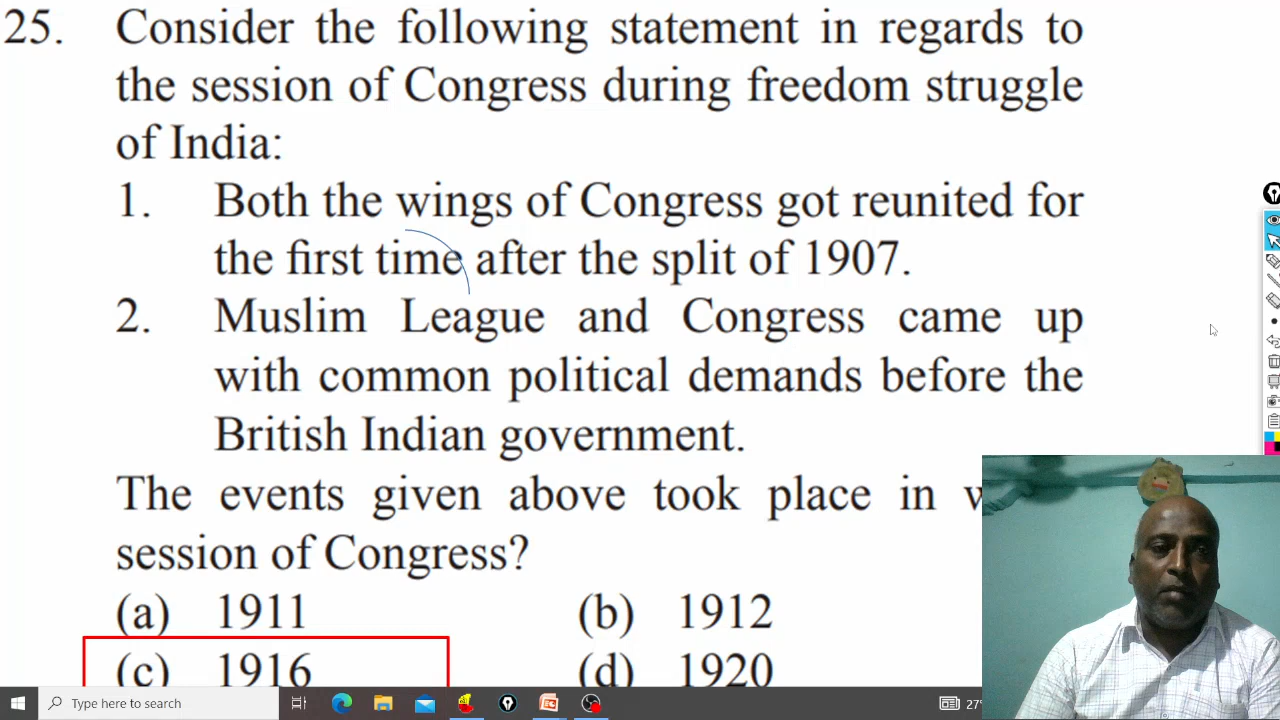 25. Consider the following statement in regards to
the session of Congress during freedom struggle
of India:
1. Both the wings of Congress got reunited for
the first time after the split of 1907.
2. Muslim League and Congress came up
with common political demands before the
British Indian government.
The events given above took place in
session of Congress?
(a) 1911 (b) 1912
(c) 1916 (d) 1920
Type here to search
27°